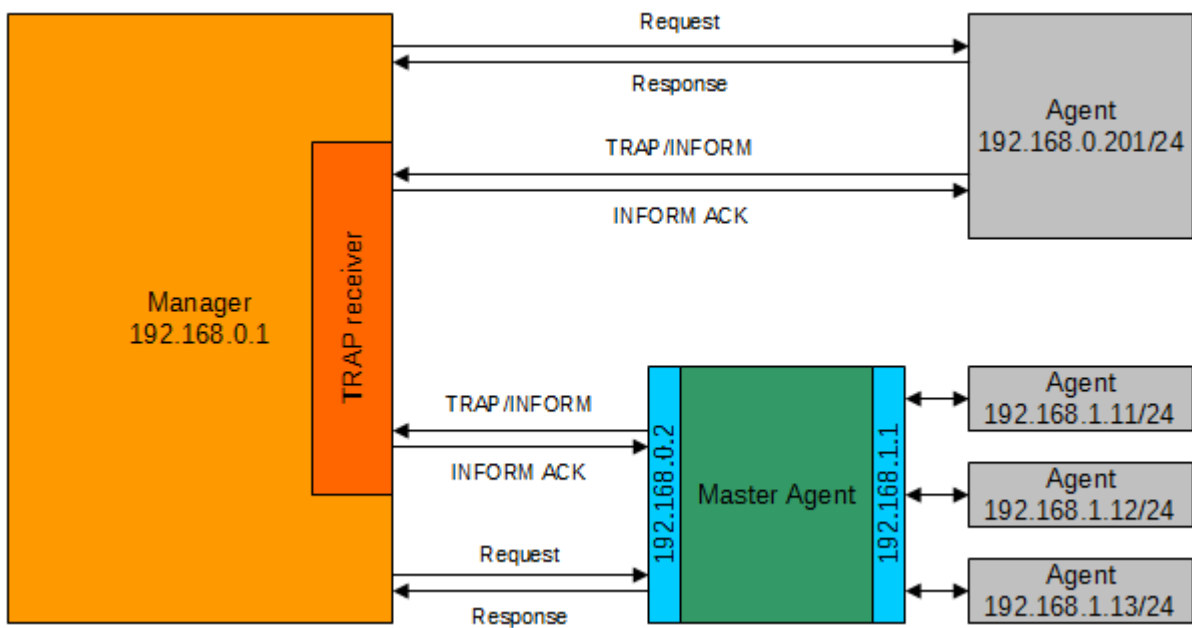 Request
Response
Agent
192.168.0.201/24
TRAP/INFORM
INFORM ACK
Manager
192.168.0.1
TRAP receiver
TRAP/INFORM
INFORM ACK
Request
Response
192.168.0.2
Master Agent
192.168.1.1
Agent
192.168.1.11/24
Agent
192.168.1.12/24
Agent
192.168.1.13/24